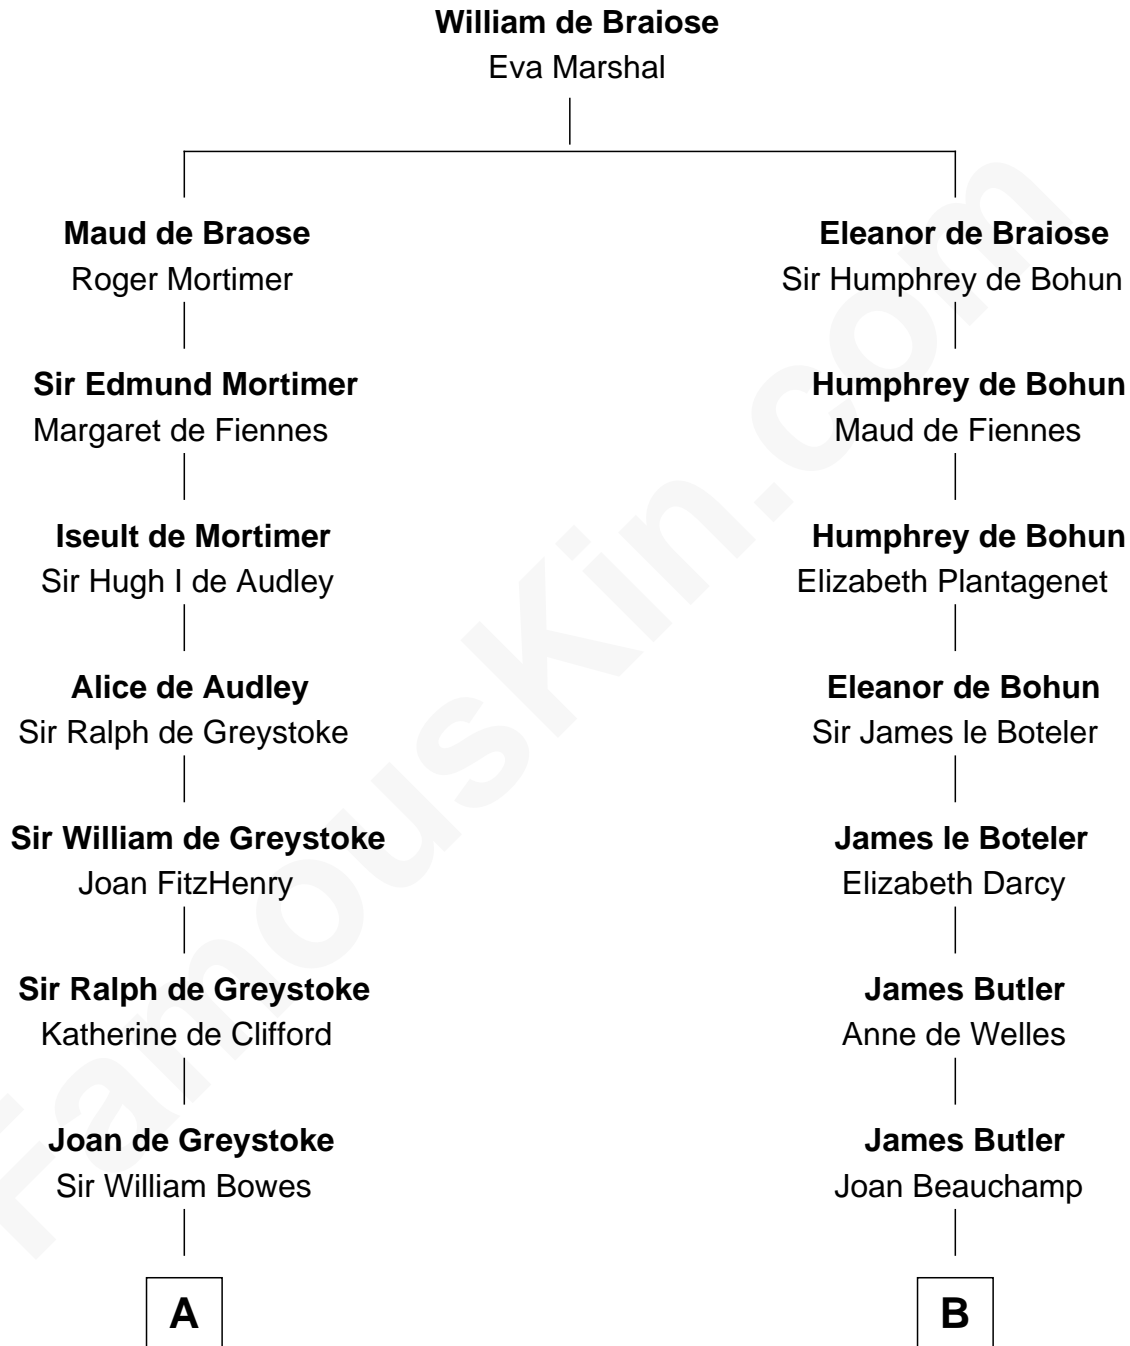 William de Braiose
Eva Marshal
Maud de Braose
Roger Mortimer
Eleanor de Braiose
Sir Humphrey de Bohun
Sir Edmund Mortimer
Margaret de Fiennes
Humphrey de Bohun
Maud de Fiennes
Iseult de Mortimer
Sir Hugh I de Audley
Humphrey de Bohun
Elizabeth Plantagenet
Alice de Audley
Sir Ralph de Greystoke
Eleanor de Bohun
Sir James le Boteler
Sir William de Greystoke
Joan FitzHenry
James le Boteler
Elizabeth Darcy
Sir Ralph de Greystoke
Katherine de Clifford
James Butler
Anne de Welles
Joan de Greystoke
Sir William Bowes
James Butler
Joan Beauchamp
A
B
FamousKin.com